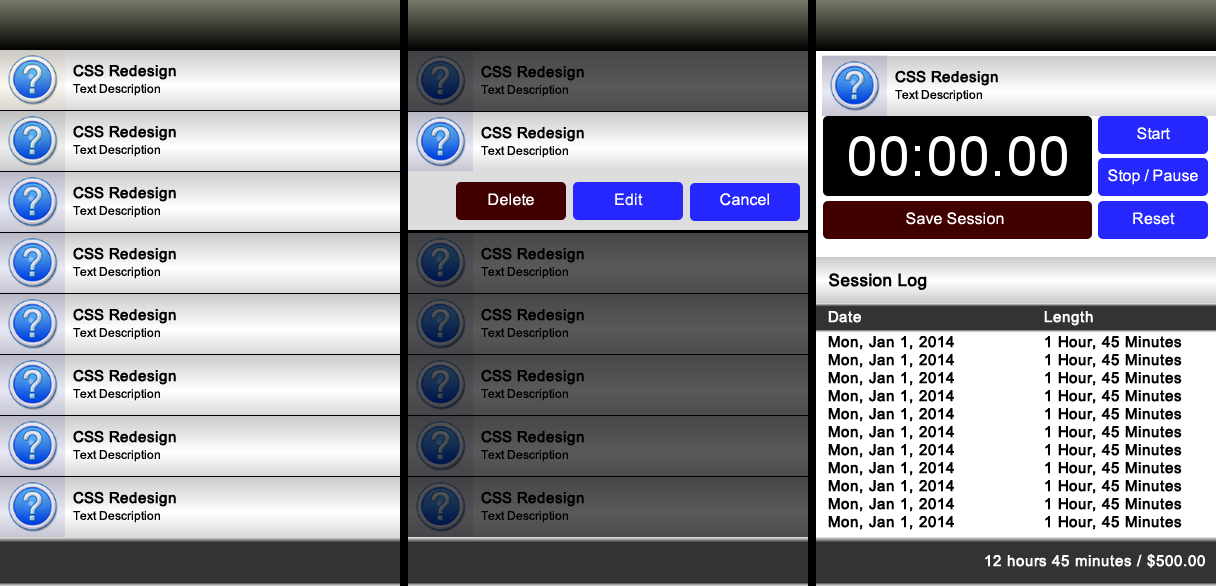 CSS Redesign
Text Description
CSS Redesign
Text Description
CSS Redesign
Text Description
CSS Redesign
Text Description
CSS Redesign
Text Description
CSS Redesign
Text Description
CSS Redesign
Text Description
CSS Redesign
Text Description
CSS Redesign
Text Description
CSS Redesign
Text Description
Delete Edit Cancel
CSS Redesign
Text Description
CSS Redesign
Text Description
CSS Redesign
Text Description
CSS Redesign
Text Description
CSS Redesign
Text Description
CSS Redesign
Text Description
00:00.00
Start
Stop / Pause
Save Session Reset
Session Log
Date Length
Mon, Jan 1, 2014 1 Hour, 45 Minutes
Mon, Jan 1, 2014 1 Hour, 45 Minutes
Mon, Jan 1, 2014 1 Hour, 45 Minutes
Mon, Jan 1, 2014 1 Hour, 45 Minutes
Mon, Jan 1, 2014 1 Hour, 45 Minutes
Mon, Jan 1, 2014 1 Hour, 45 Minutes
Mon, Jan 1, 2014 1 Hour, 45 Minutes
Mon, Jan 1, 2014 1 Hour, 45 Minutes
Mon, Jan 1, 2014 1 Hour, 45 Minutes
Mon, Jan 1, 2014 1 Hour, 45 Minutes
Mon, Jan 1, 2014 1 Hour, 45 Minutes
12 hours 45 minutes / $500.00